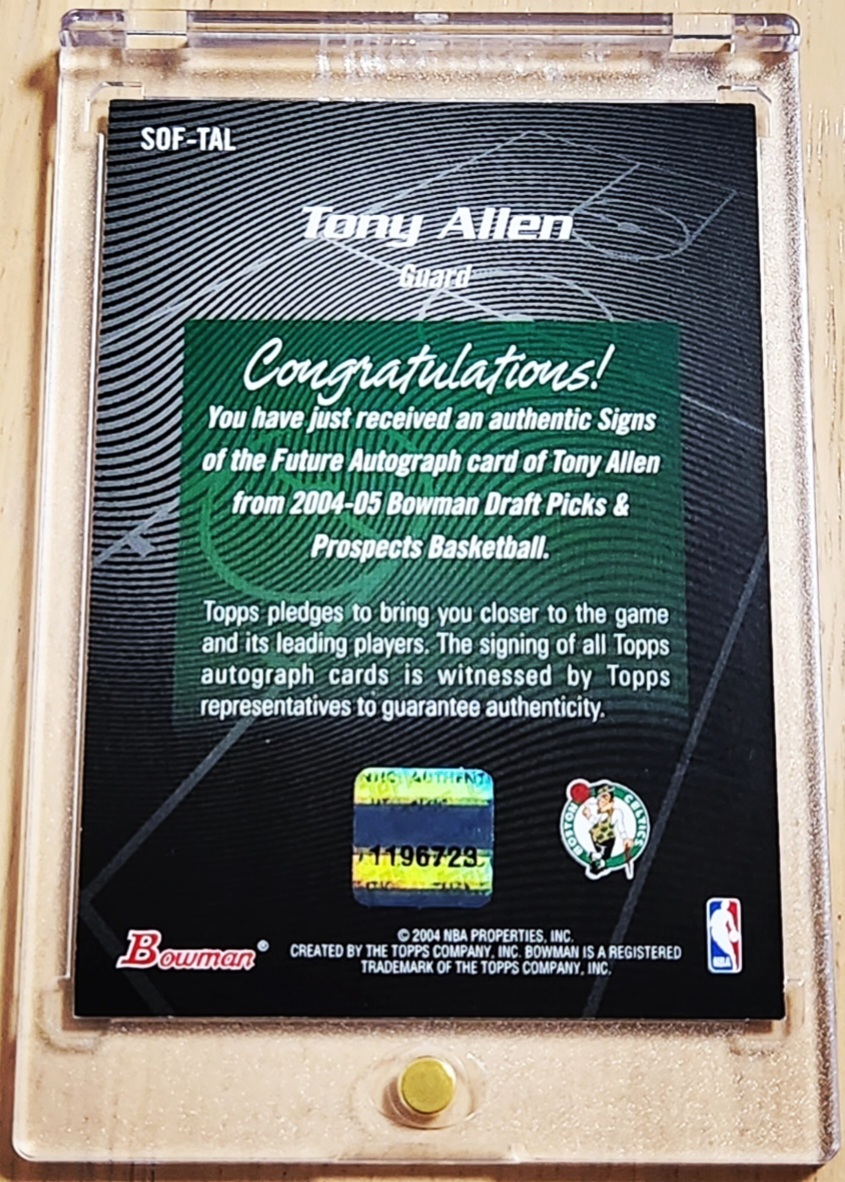 SOF-TAL
Tony Allen
Guard
Congratulations!
You have just received an authentic Signs
of the Future Autograph card of Tony Allen
from 2004-05 Bowman Draft Picks &
Prospects Basketball.
Topps pledges to bring you closer to the game
and its leading players. The signing of all Topps
autograph cards is witnessed by Topps
representatives to guarantee authenticity.
1196723
BOSTON CELTICS
Bowman®
© 2004 NBA PROPERTIES, INC.
CREATED BY THE TOPPS COMPANY, INC. BOWMAN IS A REGISTERED
TRADEMARK OF THE TOPPS COMPANY, INC.
NBA